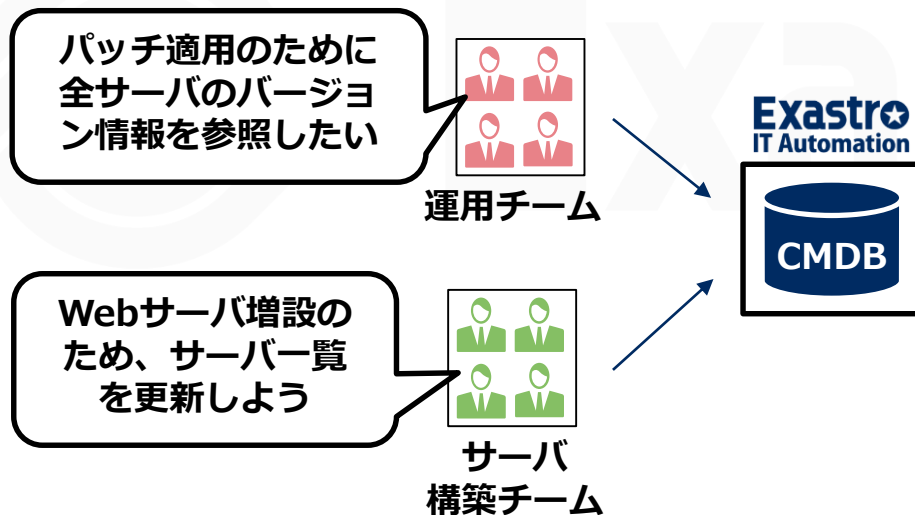 パッチ適用のために
全サーバのバージョ
ン情報を参照したい
運用チーム
Exastro
IT Automation
CMDB
Webサーバ増設の
ため、サーバ一覧
を更新しよう
サーバ
構築チーム